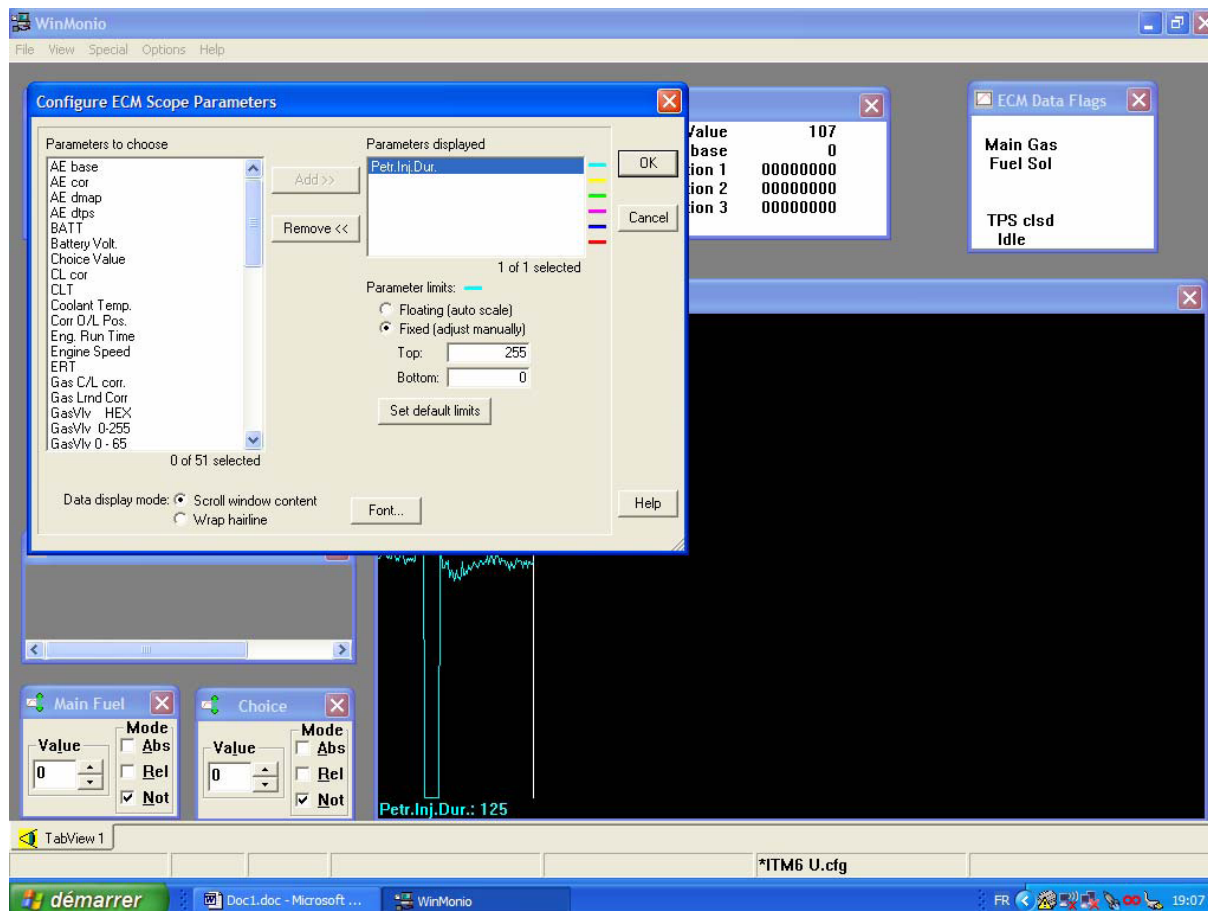 WinMonio
File View Special Options Help
Configure ECM Scope Parameters
Parameters to choose
AE base
AE cor
AE dmap
AE dtps
BATT
Battery Volt.
Choice Value
CL cor
CLT
Coolant Temp.
Corr O/L Pos.
Eng. Run Time
Engine Speed
ERT
Gas C/L corr.
Gas Lrnd Corr
GasVlv HEX
GasVlv 0-255
GasVlv 0 - 65
0 of 51 selected
Add >>
Remove <<
Parameters displayed
Petr.Inj.Dur.
1 of 1 selected
Parameter limits:
Floating (auto scale)
Fixed (adjust manually)
Top: 255
Bottom: 0
Set default limits
OK
Cancel
Help
Data display mode: Scroll window content
Wrap hairline
Font...
Value 107
base 0
tion 1 00000000
tion 2 00000000
tion 3 00000000
ECM Data Flags
Main Gas
Fuel Sol
TPS clsd
Idle
Main Fuel
Value
0
Mode
Abs
Rel
Not
Choice
Value
0
Mode
Abs
Rel
Not
Petr.Inj.Dur.: 125
TabView 1
*ITM6 U.cfg
démarrer
Doc1.doc - Microsoft ...
WinMonio
FR
19:07